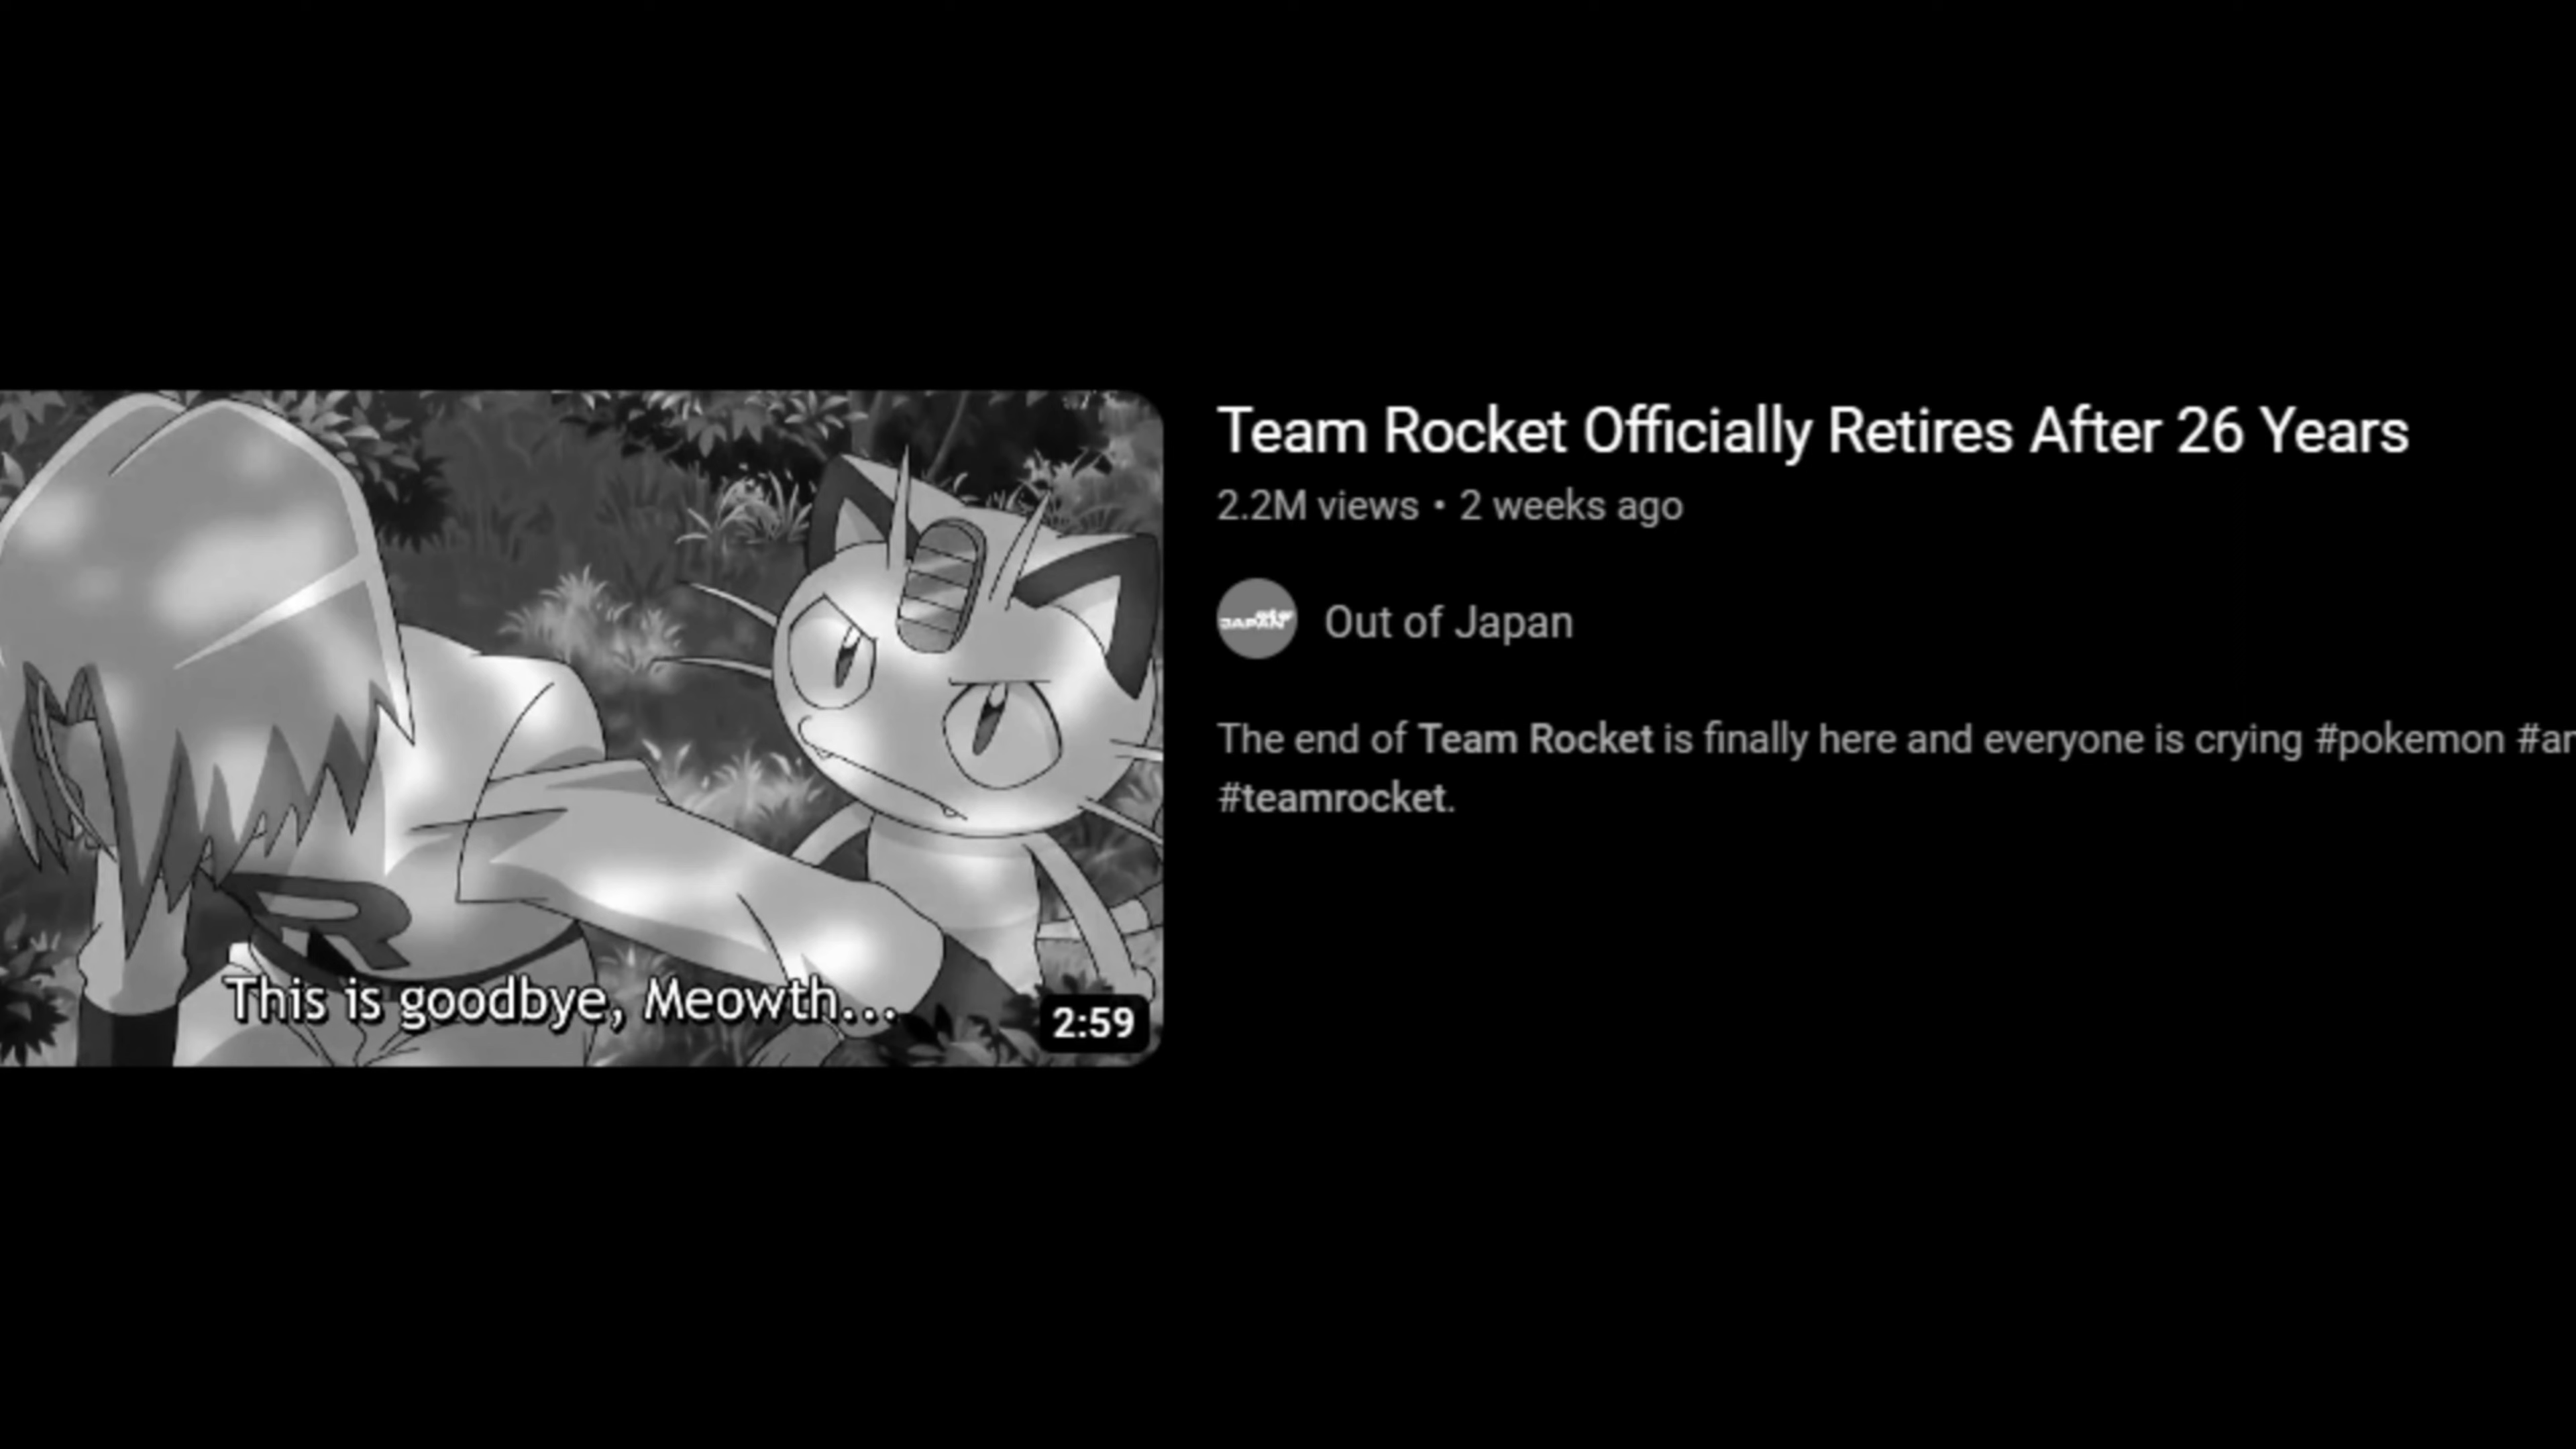 Team Rocket Officially Retires After 26 Years
2.2M views • 2 weeks ago
JAPAN
Out of Japan
The end of Team Rocket is finally here and everyone is crying #pokemon
#teamrocket.
R
This is goodbye, Meowth...
2:59